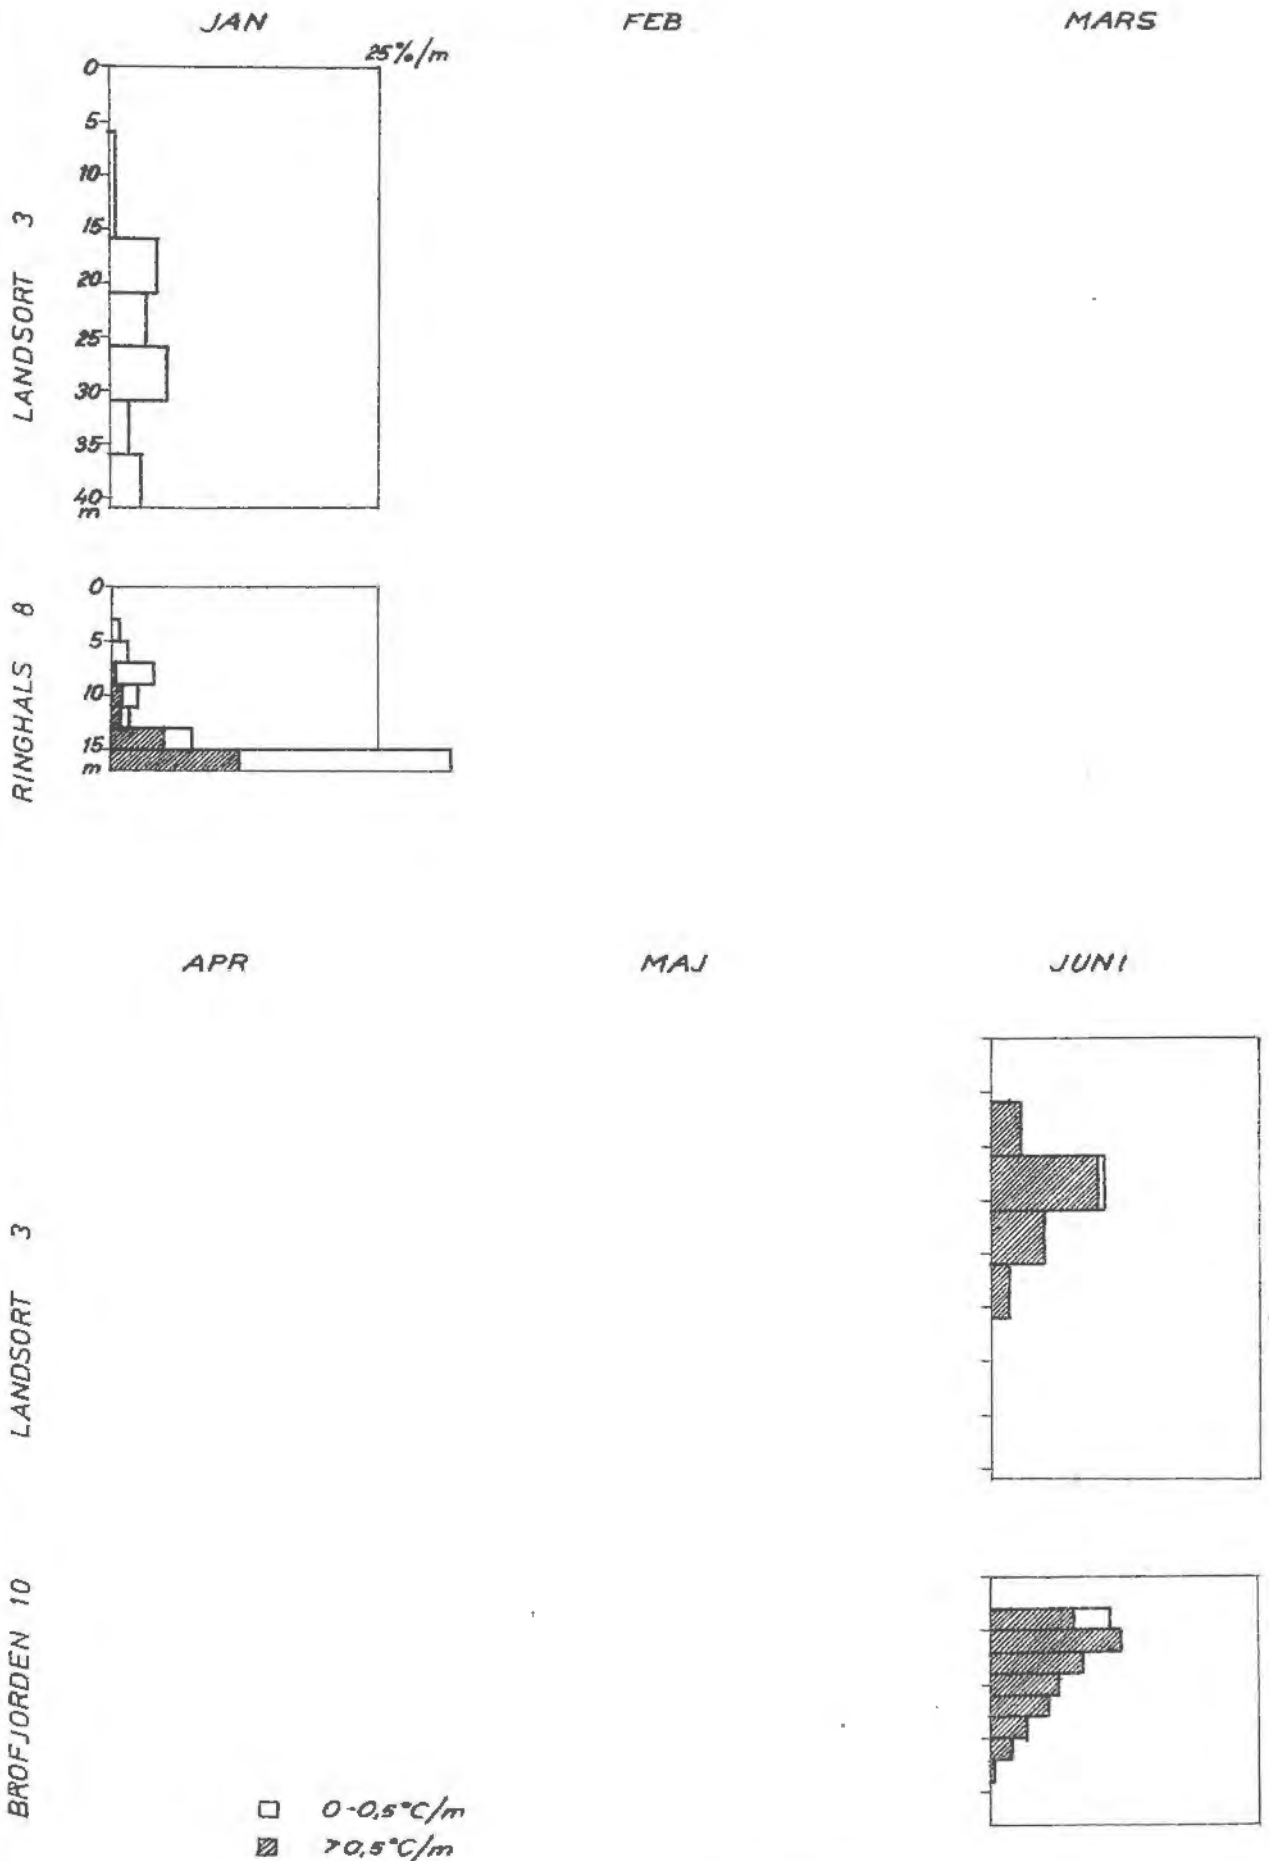 JAN FEB MARS
25%/m
LANDSORT 3
0
5
10
15
20
25
30
35
40
m
RINGHALS 8
0
5
10
15
m
APR MAJ JUNI
LANDSORT 3
BROFJORDEN 10
0-0,5°C/m
>0,5°C/m